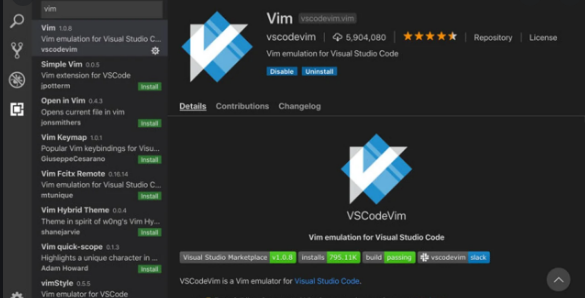 vim
Vim 1.0.8
Vim emulation for Visual Studio C...
vscodevim
Simple Vim 0.0.5
Vim extension for VSCode
jpotterm
Install
Open in Vim 0.4.3
Opens current file in vim
jonsmithers
Install
Vim Keymap 1.0.1
Popular Vim keybindings for Visu...
GiuseppeCesarano
Install
Vim Fcitx Remote 0.16.14
Vim emulation for Visual Studio C...
mtunique
Install
Vim Hybrid Theme 0.0.4
Theme in spirit of w0ng's Vim Hy...
shanejarvie
Install
Vim quick-scope 0.1.3
Highlights a unique character in ...
Adam Howard
Install
vimStyle 0.5.5
Vim emulator for VSCode
Vim vscodevim.vim
vscodevim 5,904,080 Repository License
Vim emulation for Visual Studio Code
Disable Uninstall
Details Contributions Changelog
VSCodeVim
Vim emulation for Visual Studio Code
Visual Studio Marketplace v1.0.8 installs 795.11K build passing vscodevim slack
VSCodeVim is a Vim emulator for Visual Studio Code.